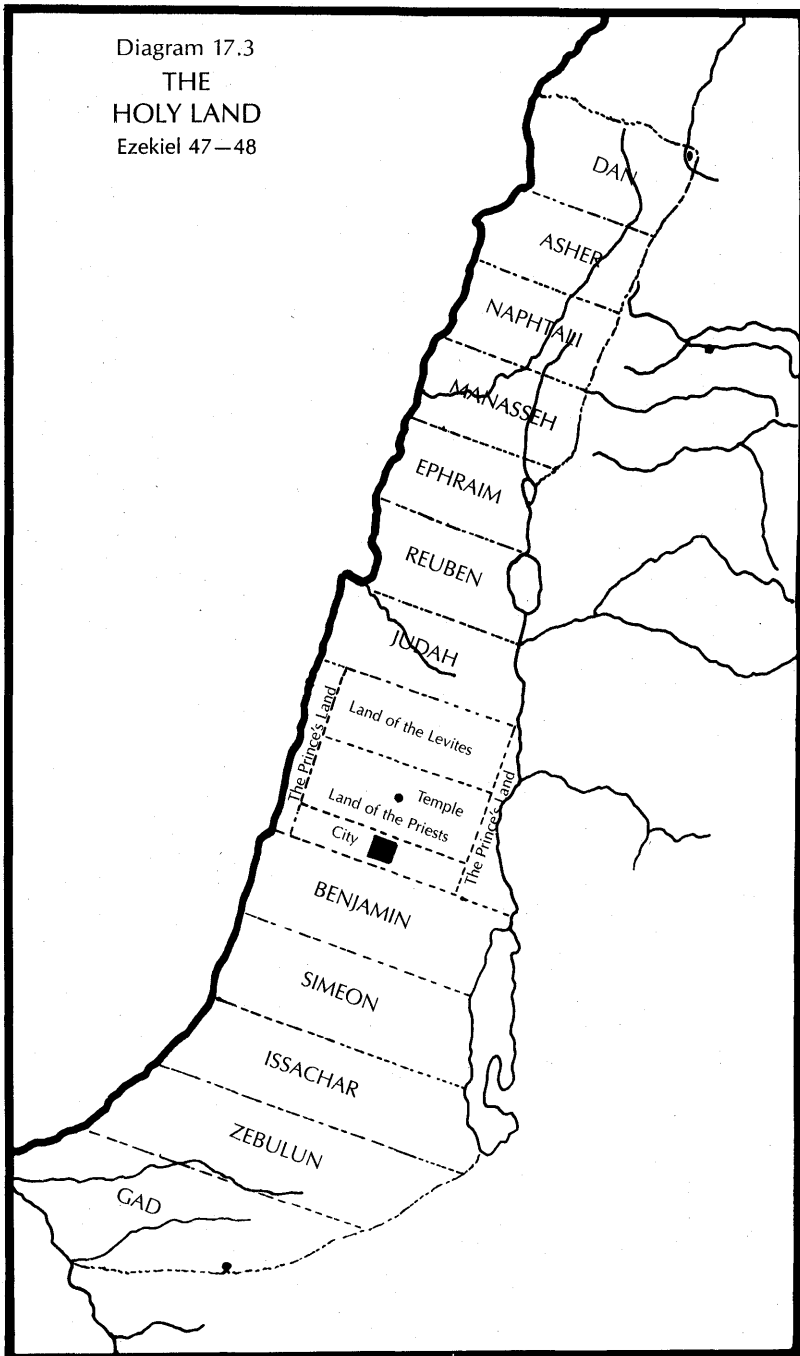 Diagram 17.3
THE
HOLY LAND
Ezekiel 47—48
DAN
ASHER
NAPHTALI
MANASSEH
EPHRAIM
REUBEN
JUDAH
The Prince's Land
Land of the Levites
Temple
Land of the Priests
The Prince's Land
City
BENJAMIN
SIMEON
ISSACHAR
ZEBULUN
GAD